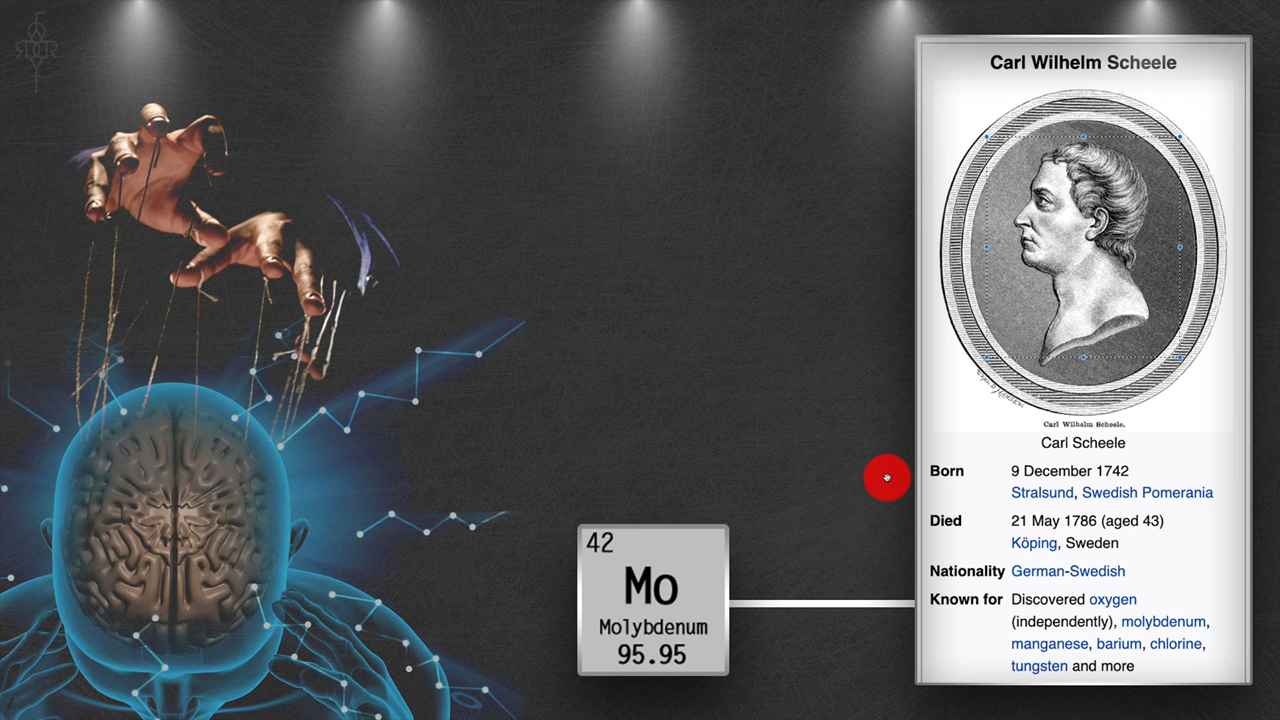 Carl Wilhelm Scheele
Carl Wilhelm Scheele.
Carl Scheele
Born 9 December 1742
Stralsund, Swedish Pomerania
Died 21 May 1786 (aged 43)
Köping, Sweden
Nationality German-Swedish
Known for Discovered oxygen
(independently), molybdenum,
manganese, barium, chlorine,
tungsten and more
42
Mo
Molybdenum
95.95